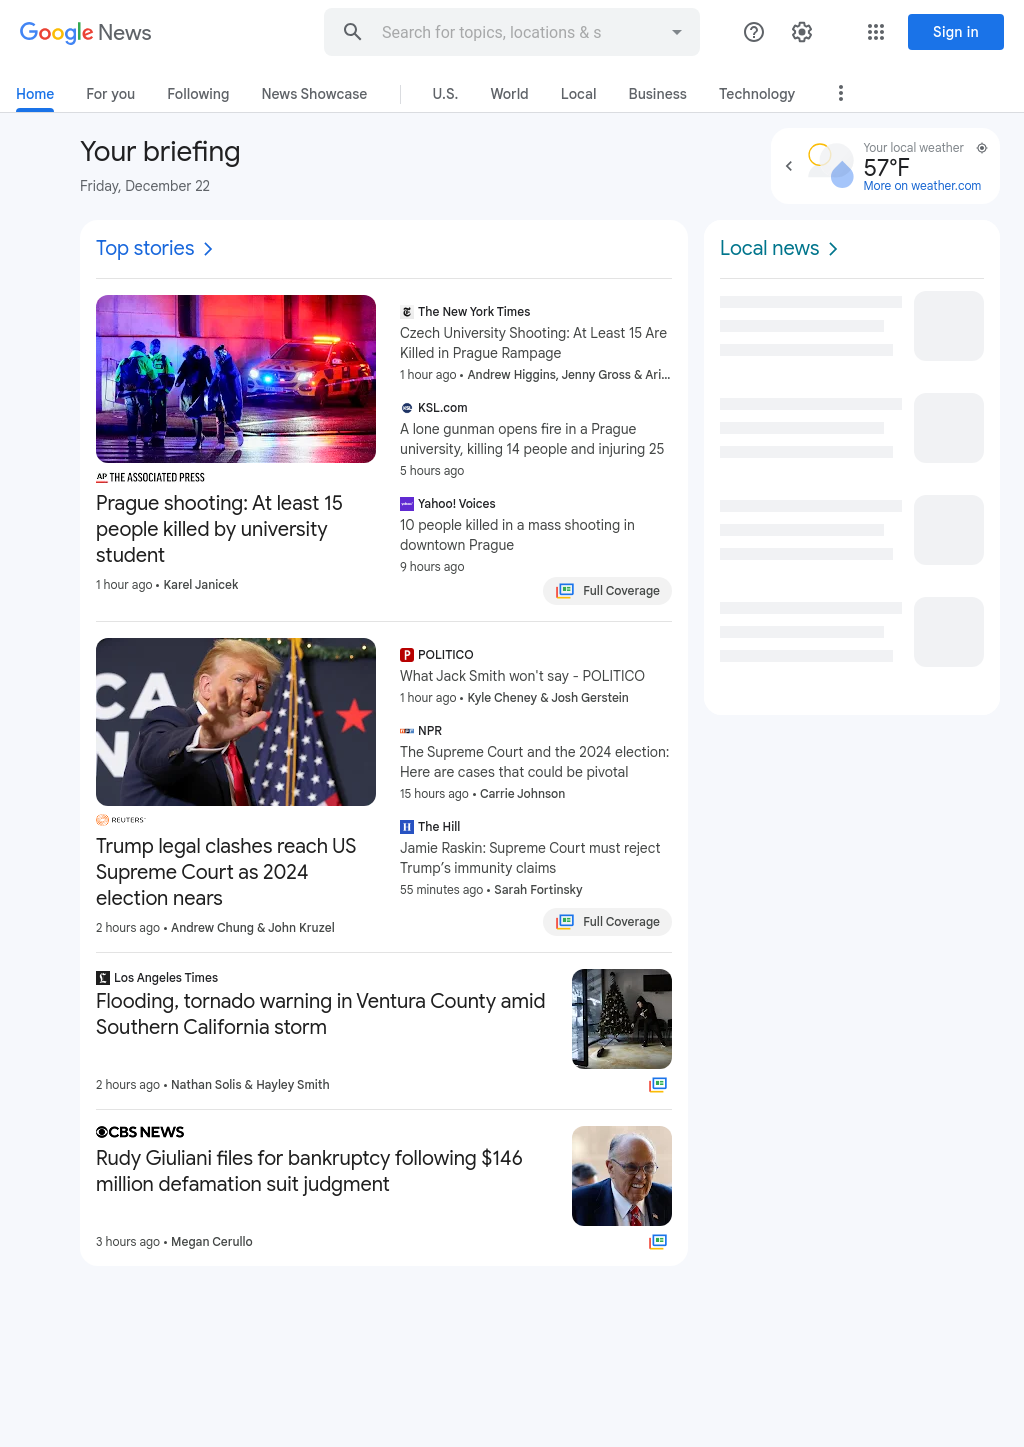 Google News
Search for topics, locations & s
Sign in
Home
For you
Following
News Showcase
U.S.
World
Local
Business
Technology
Your briefing
Friday, December 22
Your local weather
57°F
More on weather.com
Top stories
THE ASSOCIATED PRESS
AP
Prague shooting: At least 15
people killed by university
student
1 hour ago • Karel Janicek
The New York Times
Czech University Shooting: At Least 15 Are
Killed in Prague Rampage
1 hour ago • Andrew Higgins, Jenny Gross & Ari...
KSL.com
A lone gunman opens fire in a Prague
university, killing 14 people and injuring 25
5 hours ago
Yahoo! Voices
10 people killed in a mass shooting in
downtown Prague
9 hours ago
Full Coverage
CA
N
REUTERS
Trump legal clashes reach US
Supreme Court as 2024
election nears
2 hours ago • Andrew Chung & John Kruzel
POLITICO
What Jack Smith won't say - POLITICO
1 hour ago • Kyle Cheney & Josh Gerstein
NPR
The Supreme Court and the 2024 election:
Here are cases that could be pivotal
15 hours ago • Carrie Johnson
The Hill
Jamie Raskin: Supreme Court must reject
Trump’s immunity claims
55 minutes ago • Sarah Fortinsky
Full Coverage
Los Angeles Times
Flooding, tornado warning in Ventura County amid
Southern California storm
2 hours ago • Nathan Solis & Hayley Smith
CBS NEWS
Rudy Giuliani files for bankruptcy following $146
million defamation suit judgment
3 hours ago • Megan Cerullo
Local news